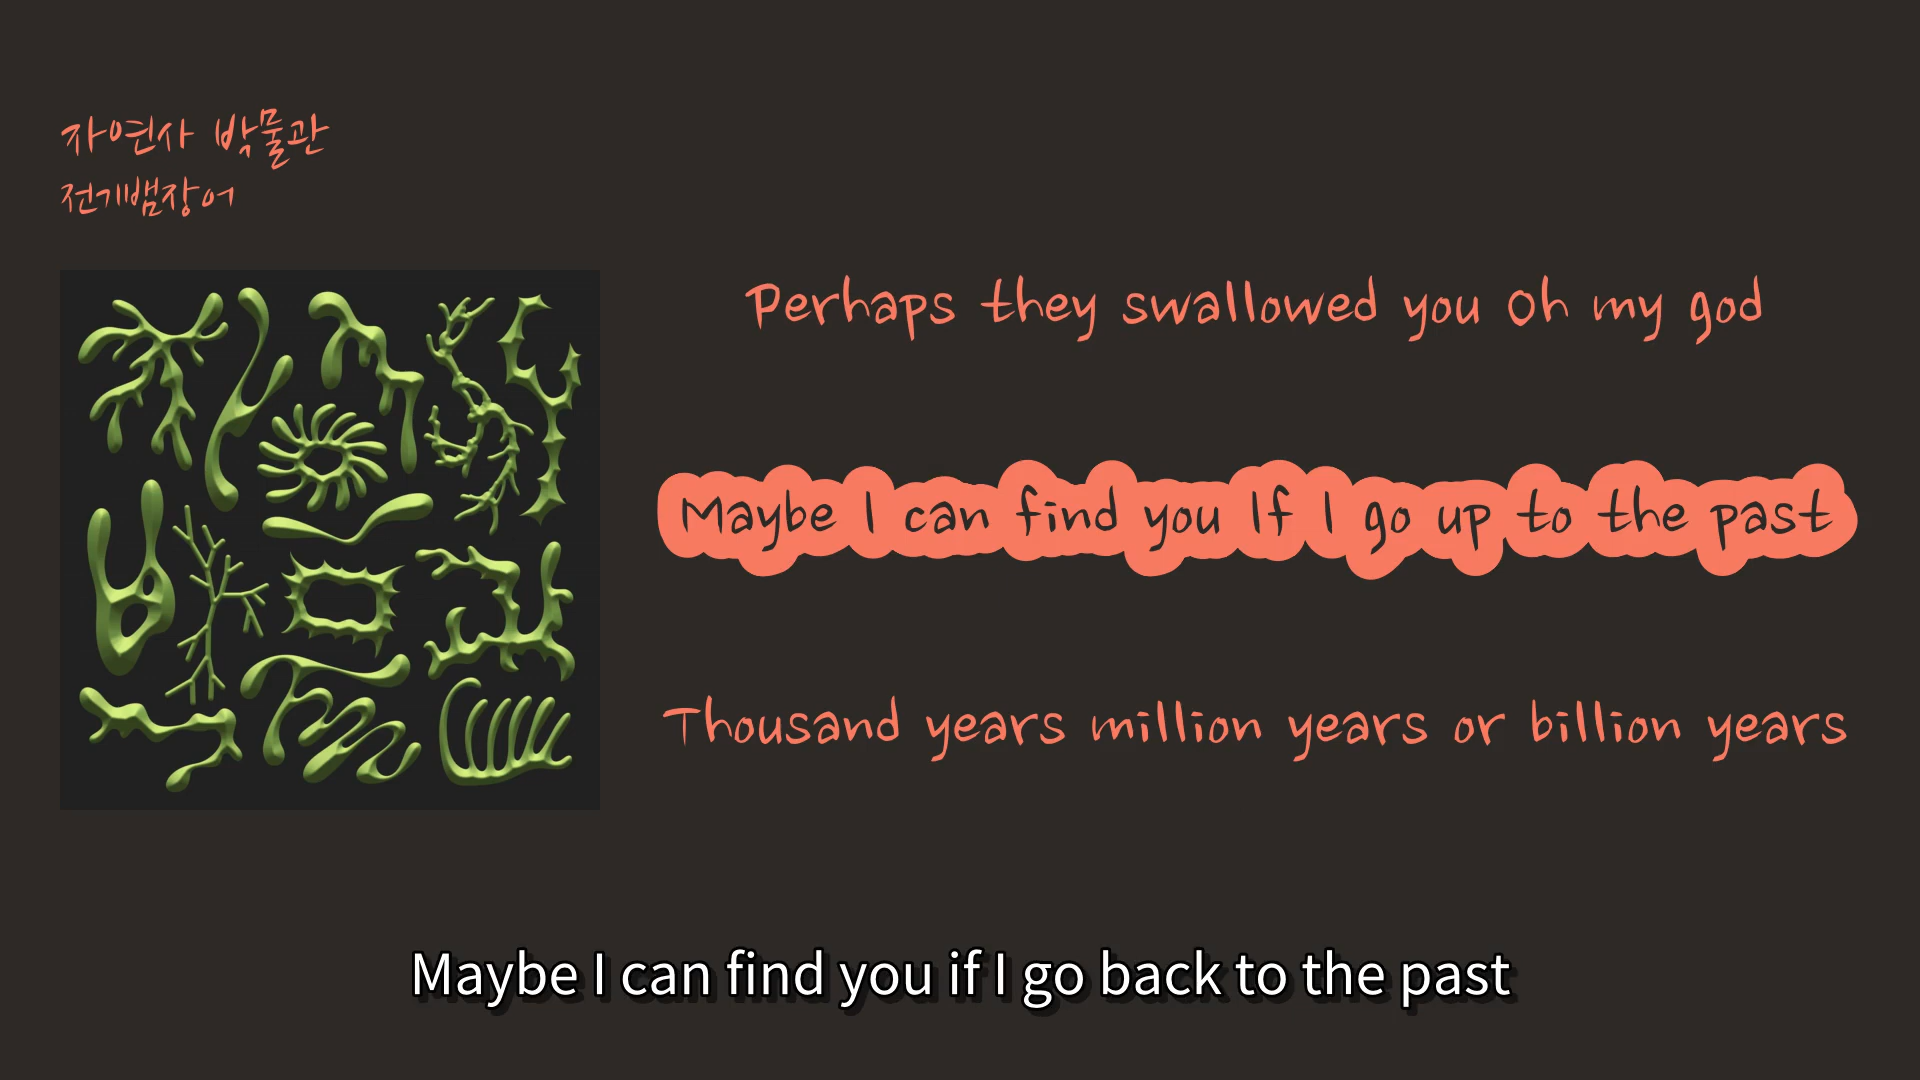 자연사 박물관
전기뱀장어
Perhaps they swallowed you Oh my god
Maybe I can find you If I go up to the past
Thousand years million years or billion years
Maybe I can find you if I go back to the past